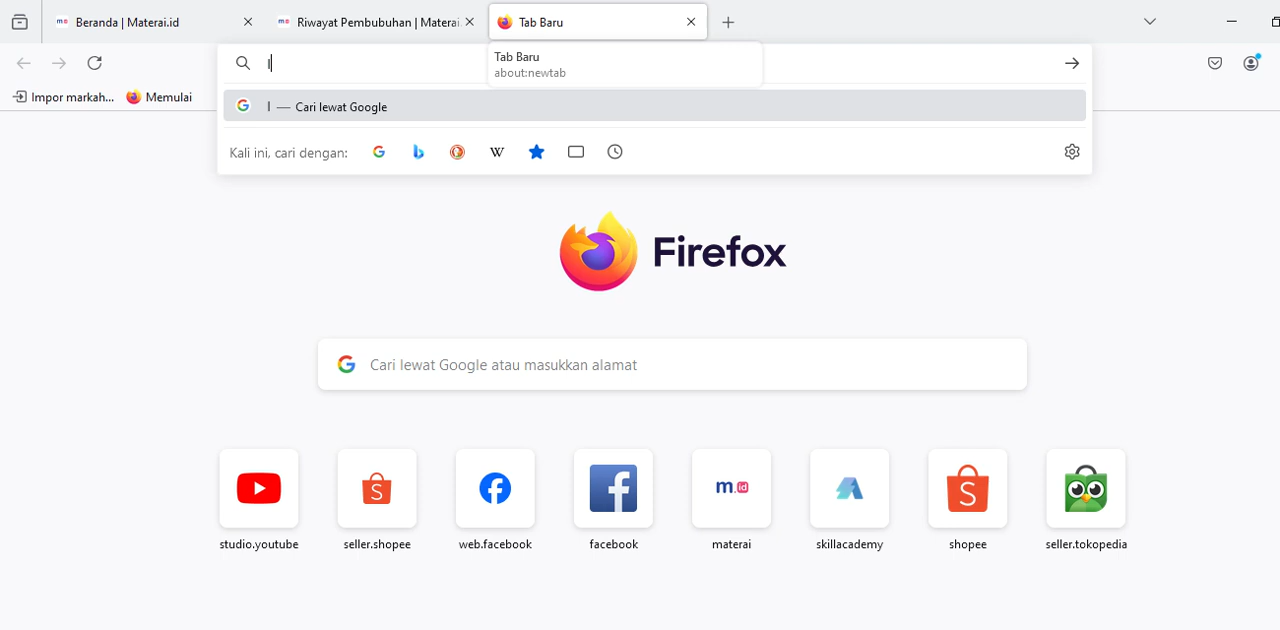 Beranda | Materai.id
Riwayat Pembubuhan | Materai
Tab Baru
l
Tab Baru
about:newtab
Impor markah...
Memulai
l — Cari lewat Google
Kali ini, cari dengan:
W
Firefox
Cari lewat Google atau masukkan alamat
m.id
studio.youtube
seller.shopee
web.facebook
facebook
materai
skillacademy
shopee
seller.tokopedia